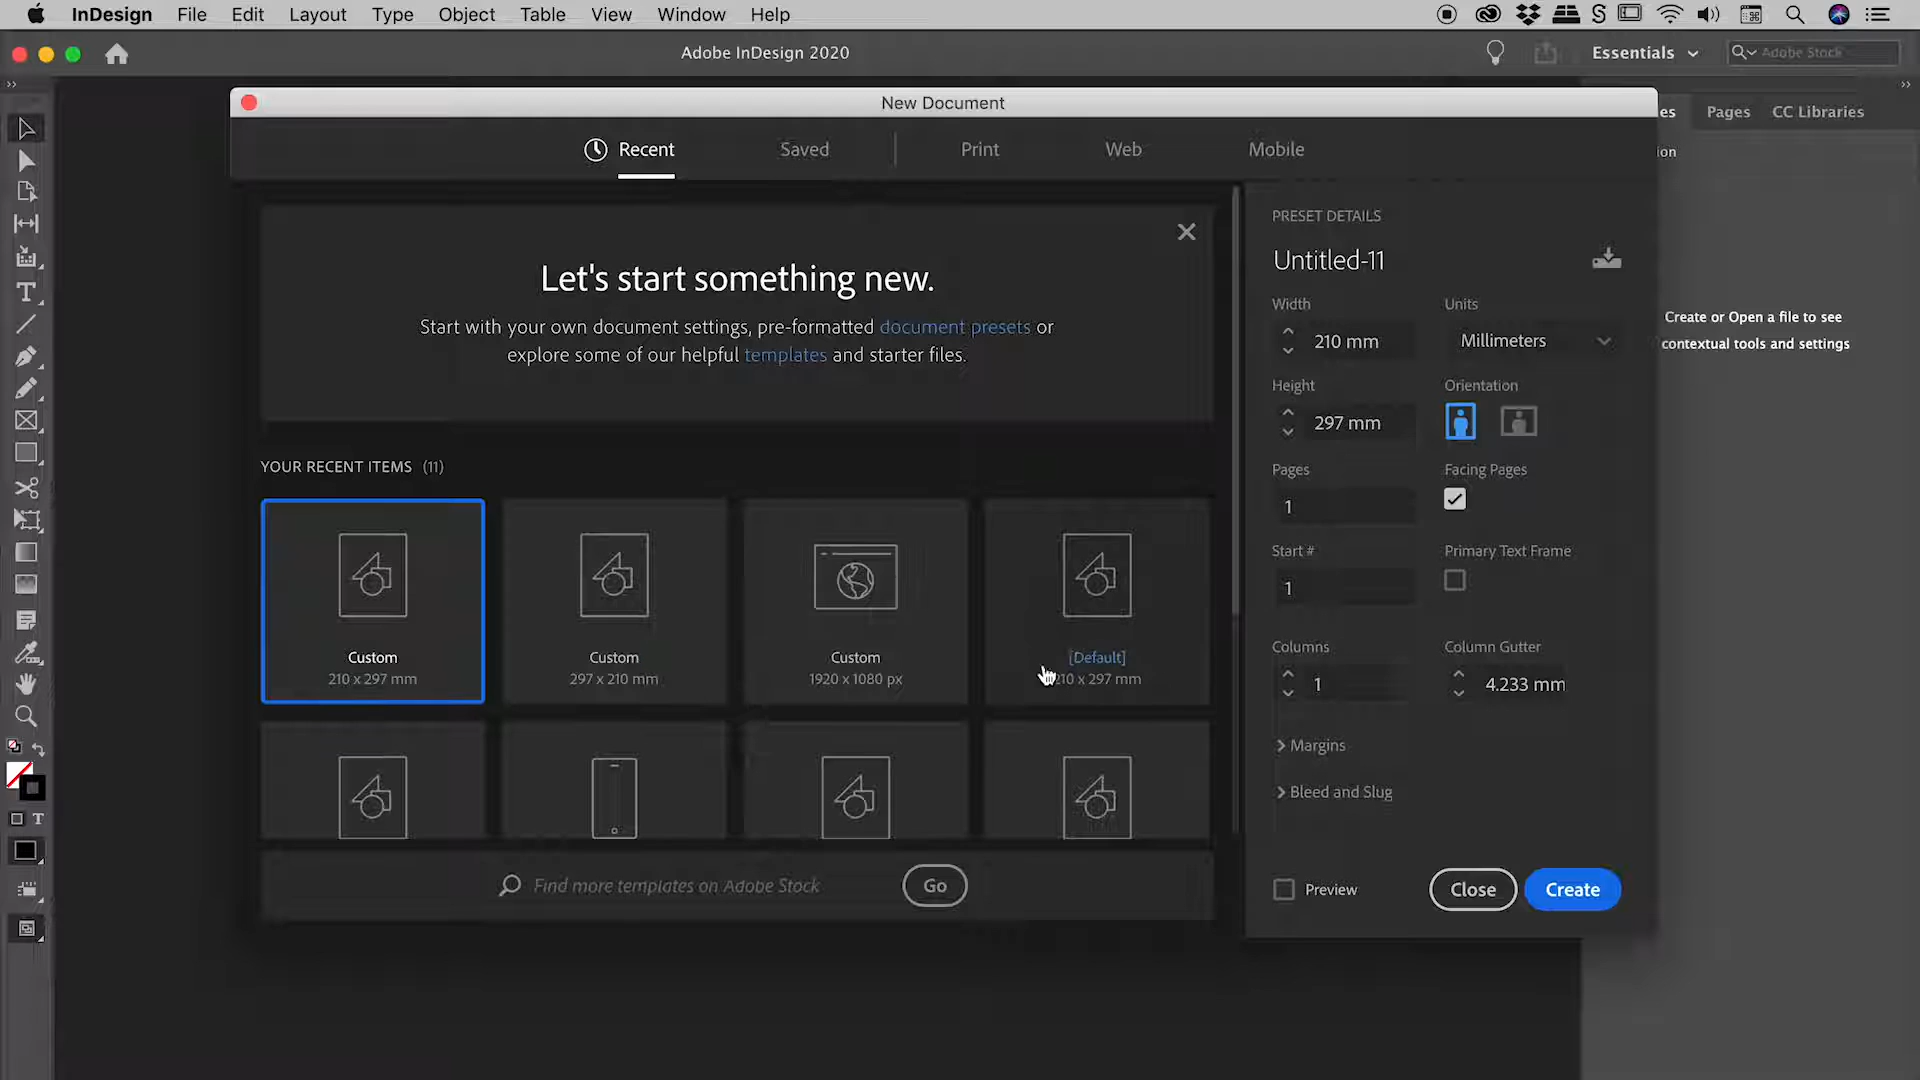 InDesign File Edit Layout Type Object Table View Window Help
Adobe InDesign 2020
Essentials
Adobe Stock
New Document
Recent Saved Print Web Mobile
es Pages CC Libraries
ion
Let's start something new.
Start with your own document settings, pre-formatted document presets or
explore some of our helpful templates and starter files.
YOUR RECENT ITEMS (11)
Custom
210 x 297 mm
Custom
297 x 210 mm
Custom
1920 x 1080 px
[Default]
210 x 297 mm
Find more templates on Adobe Stock
Go
PRESET DETAILS
Untitled-11
Width
210 mm
Units
Millimeters
Height
297 mm
Orientation
Pages
1
Facing Pages
Start #
1
Primary Text Frame
Columns
1
Column Gutter
4.233 mm
Margins
Bleed and Slug
Preview
Close
Create
Create or Open a file to see
contextual tools and settings